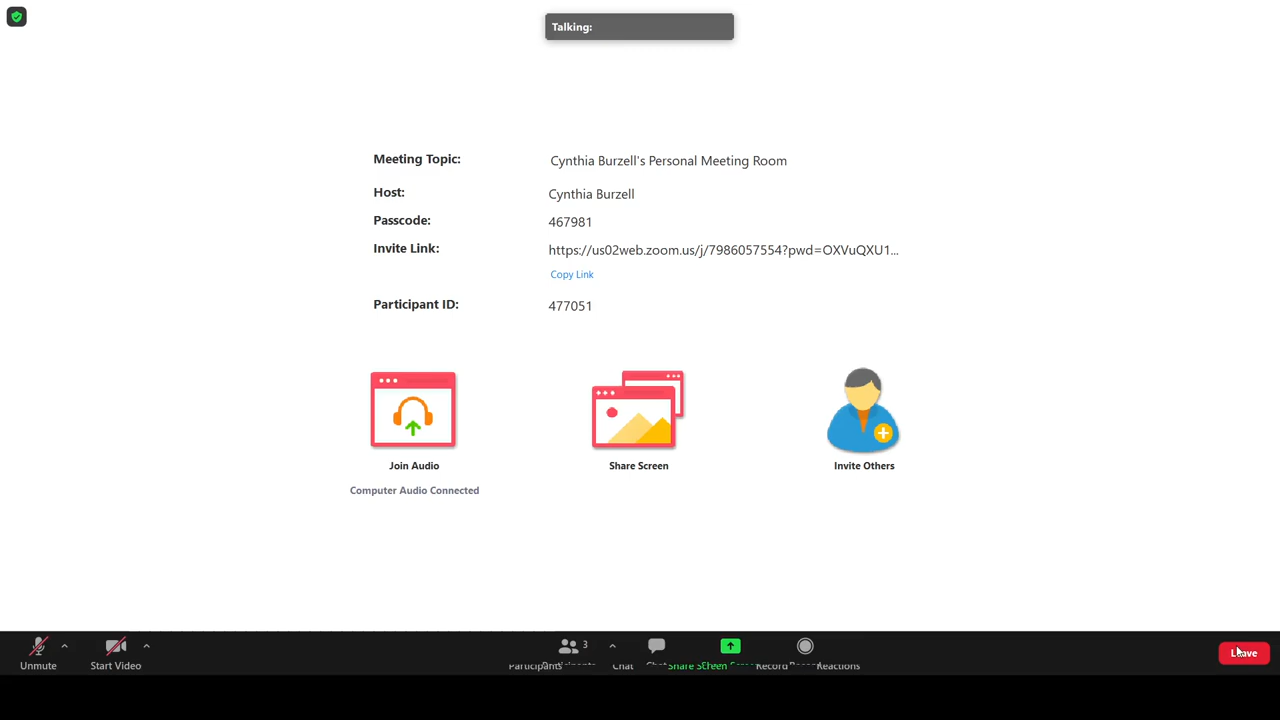 Talking:
Meeting Topic: Cynthia Burzell's Personal Meeting Room
Host: Cynthia Burzell
Passcode: 467981
Invite Link: https://us02web.zoom.us/j/7986057554?pwd=OXVuQXU1...
Copy Link
Participant ID: 477051
Join Audio Share Screen Invite Others
Computer Audio Connected
3
Unmute Start Video Participants Chat Share Screen Record Reactions Leave